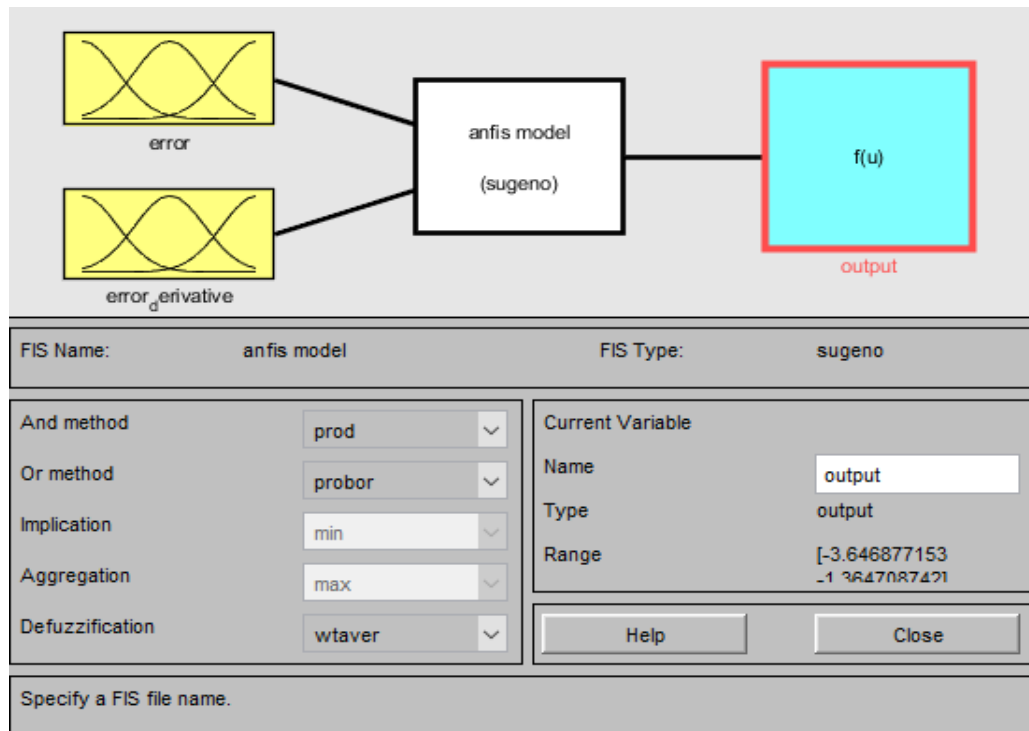 error
error_derivative
anfis model
(sugeno)
f(u)
output
FIS Name: anfis model FIS Type: sugeno
And method prod
Or method probor
Implication min
Aggregation max
Defuzzification wtaver
Current Variable
Name output
Type output
Range [-3.646877153
-1.364708742]
Help Close
Specify a FIS file name.